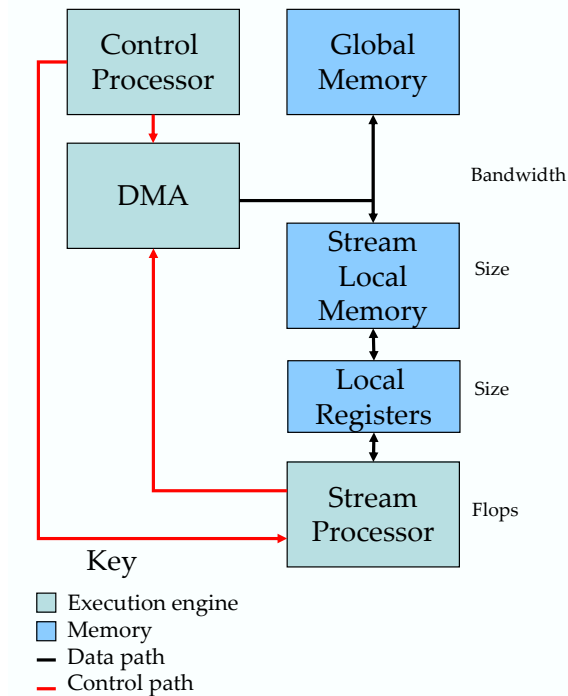 Control
Processor
Global
Memory
DMA
Bandwidth
Stream
Local
Memory
Size
Local
Registers
Size
Stream
Processor
Flops
Key
Execution engine
Memory
Data path
Control path